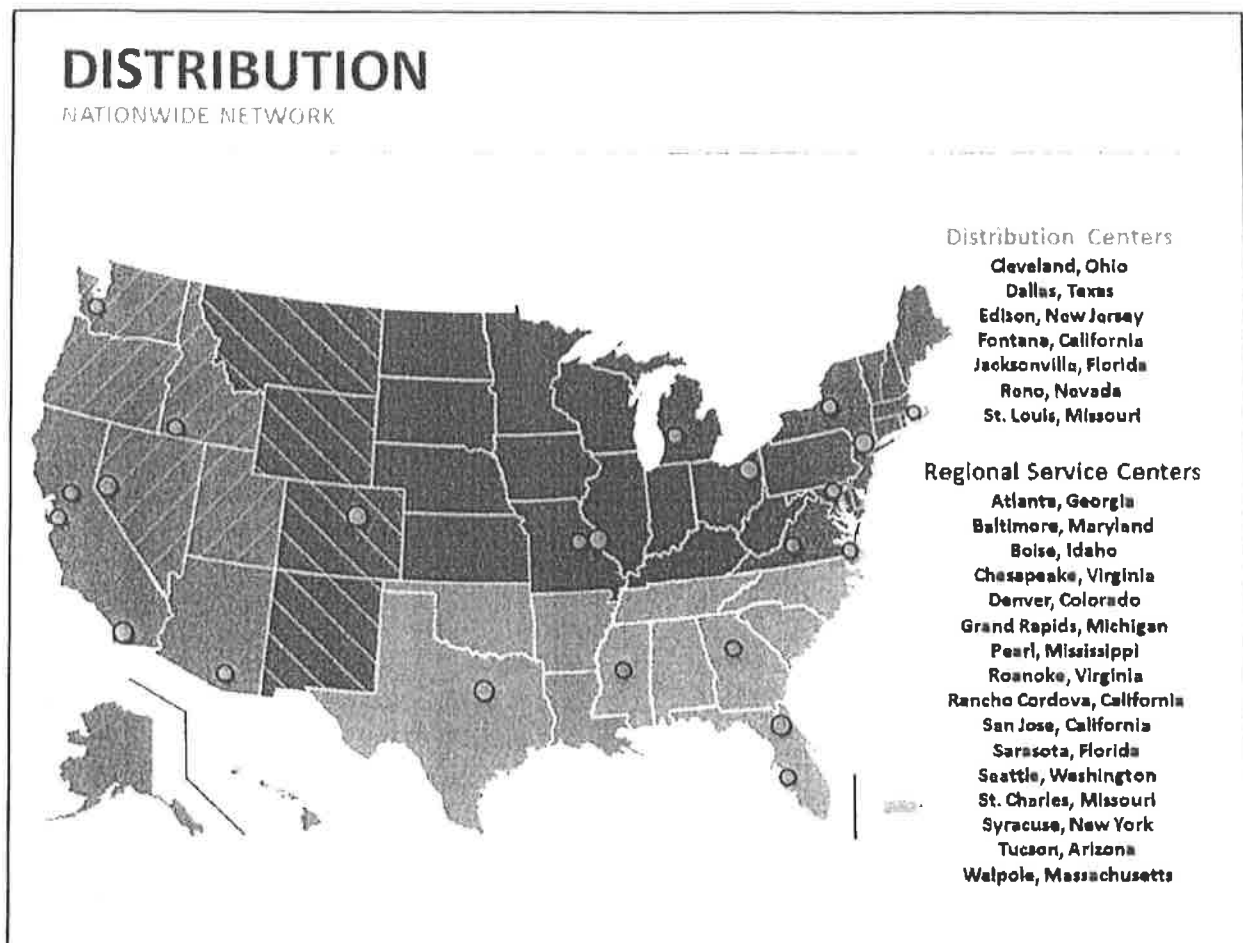 DISTRIBUTION
NATIONWIDE NETWORK
Distribution Centers
Cleveland, Ohio
Dallas, Texas
Edison, New Jersey
Fontana, California
Jacksonville, Florida
Reno, Nevada
St. Louis, Missouri
Regional Service Centers
Atlanta, Georgia
Baltimore, Maryland
Boise, Idaho
Chesapeake, Virginia
Denver, Colorado
Grand Rapids, Michigan
Pearl, Mississippi
Roanoke, Virginia
Rancho Cordova, California
San Jose, California
Sarasota, Florida
Seattle, Washington
St. Charles, Missouri
Syracuse, New York
Tucson, Arizona
Walpole, Massachusetts